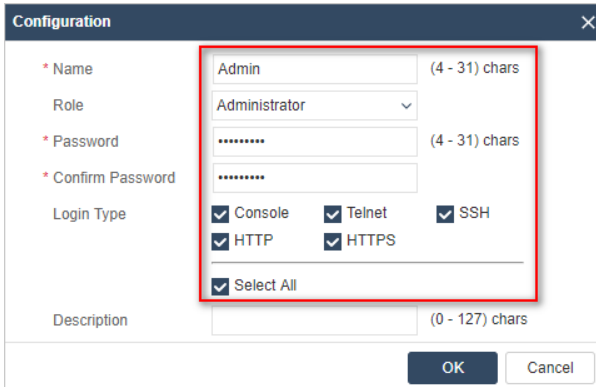 Configuration
* Name Admin (4 - 31) chars
Role Administrator
* Password ••••••••• (4 - 31) chars
* Confirm Password •••••••••
Login Type Console Telnet SSH
HTTP HTTPS
Select All
Description (0 - 127) chars
OK Cancel